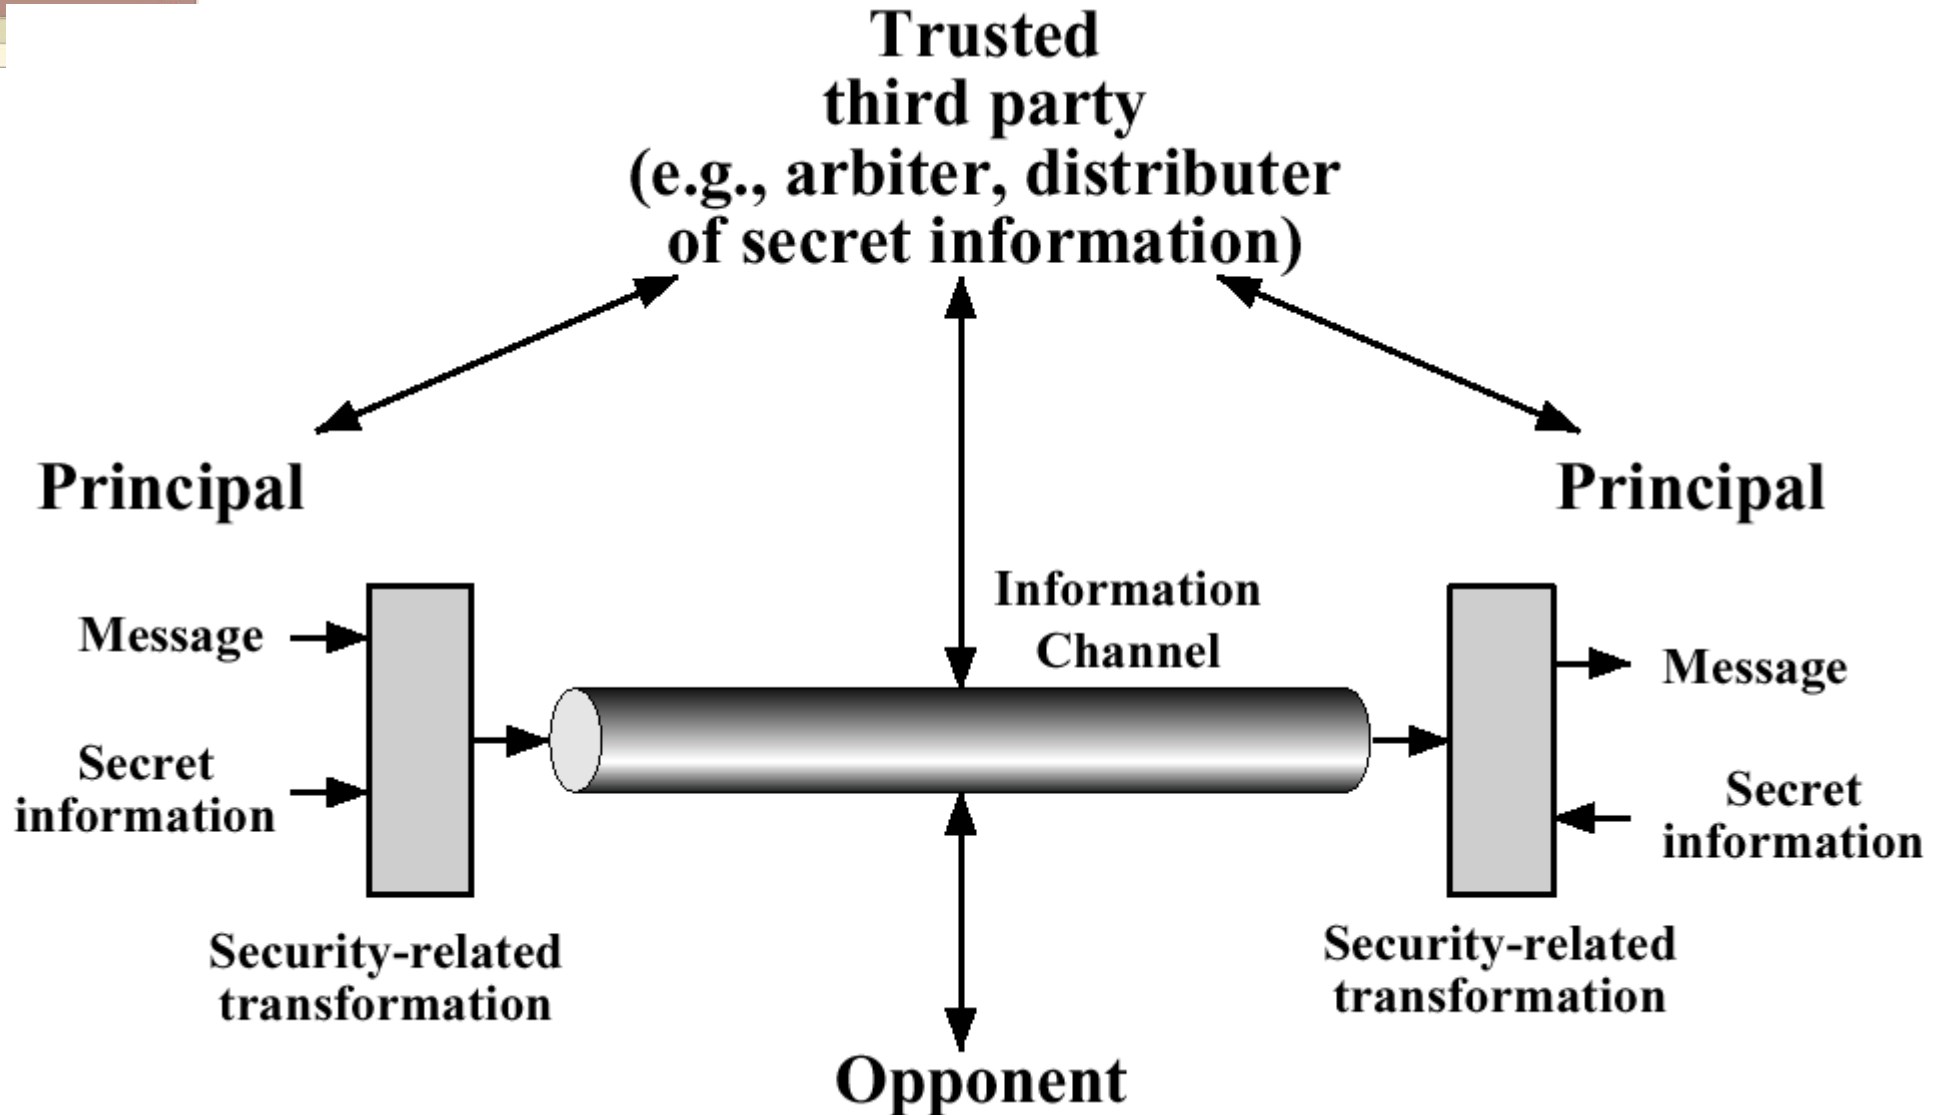 Trusted
third party
(e.g., arbiter, distributer
of secret information)
Principal
Principal
Information
Channel
Message
Secret
information
Message
Secret
information
Security-related
transformation
Security-related
transformation
Opponent